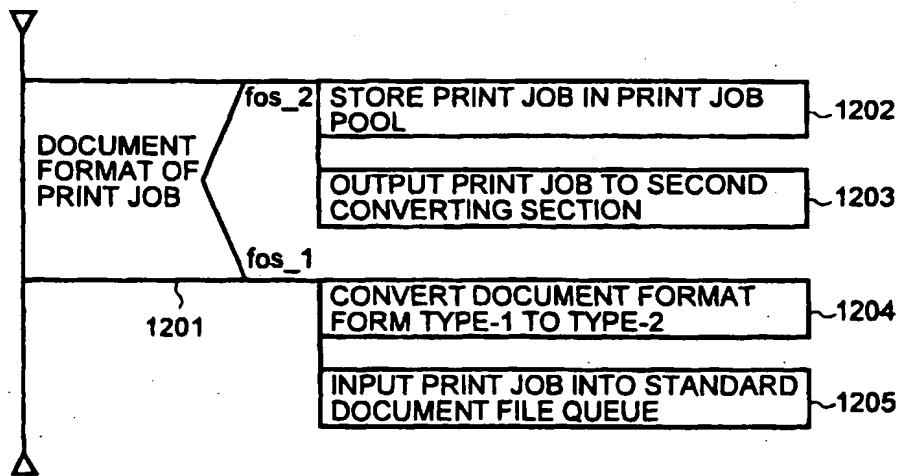 DOCUMENT
FORMAT OF
PRINT JOB
fos_2
STORE PRINT JOB IN PRINT JOB
POOL
1202
OUTPUT PRINT JOB TO SECOND
CONVERTING SECTION
1203
fos_1
1201
CONVERT DOCUMENT FORMAT
FORM TYPE-1 TO TYPE-2
1204
INPUT PRINT JOB INTO STANDARD
DOCUMENT FILE QUEUE
1205